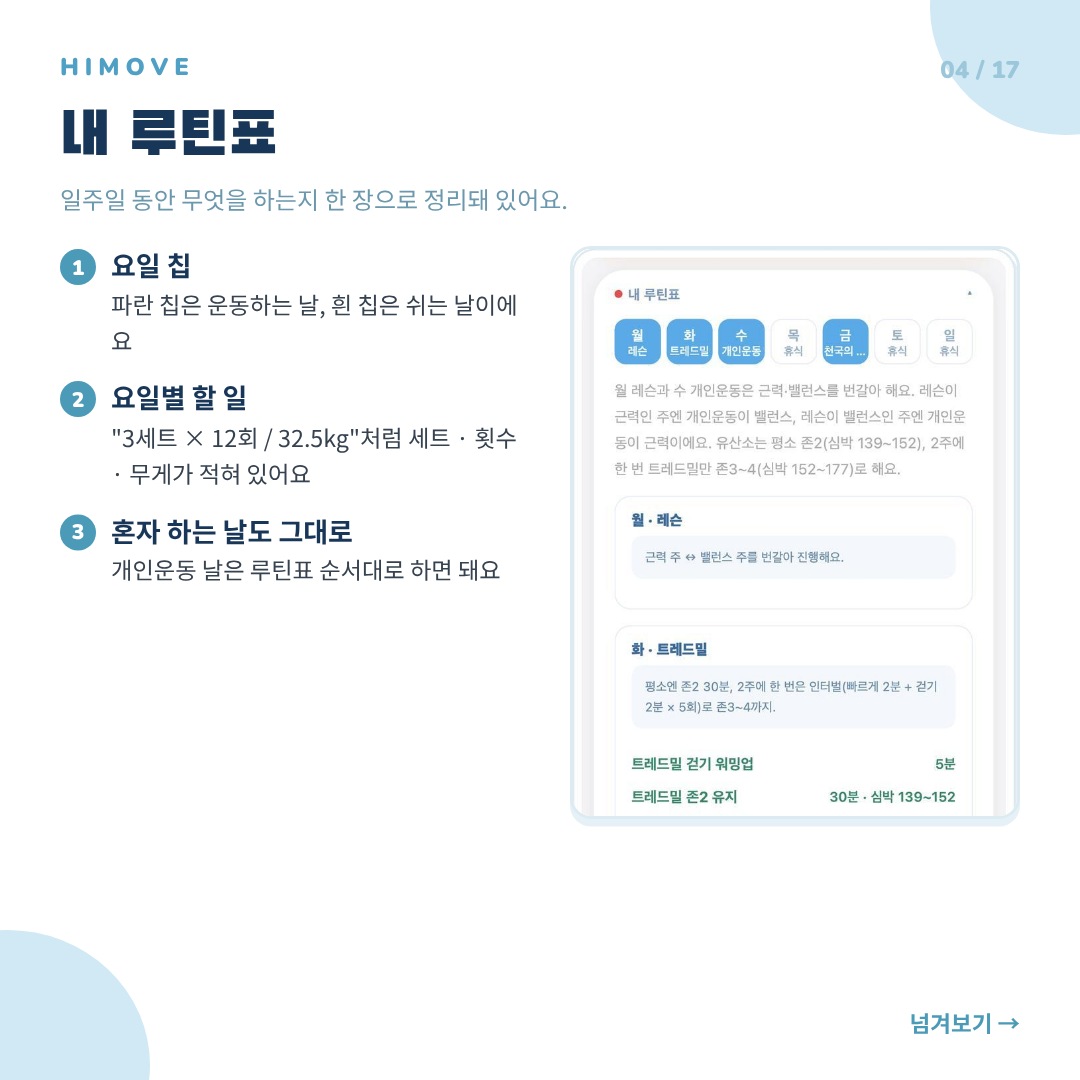 HIMOVE
04 / 17
내 루틴표
일주일 동안 무엇을 하는지 한 장으로 정리돼 있어요.
1 요일 칩
파란 칩은 운동하는 날, 흰 칩은 쉬는 날이에
요
2 요일별 할 일
"3세트 × 12회 / 32.5kg"처럼 세트 · 횟수
· 무게가 적혀 있어요
3 혼자 하는 날도 그대로
개인운동 날은 루틴표 순서대로 하면 돼요
내 루틴표
월 화 수 목 금 토 일
레슨 트레드밀 개인운동 휴식 천국의 ... 휴식 휴식
월 레슨과 수 개인운동은 근력·밸런스를 번갈아 해요. 레슨이
근력인 주엔 개인운동이 밸런스, 레슨이 밸런스인 주엔 개인운
동이 근력이에요. 유산소는 평소 존2(심박 139~152), 2주에
한 번 트레드밀만 존3~4(심박 152~177)로 해요.
월 · 레슨
근력 주 ↔ 밸런스 주를 번갈아 진행해요.
화 · 트레드밀
평소엔 존2 30분, 2주에 한 번은 인터벌(빠르게 2분 + 걷기
2분 × 5회)로 존3~4까지.
트레드밀 걷기 워밍업 5분
트레드밀 존2 유지 30분 · 심박 139~152
넘겨보기 →